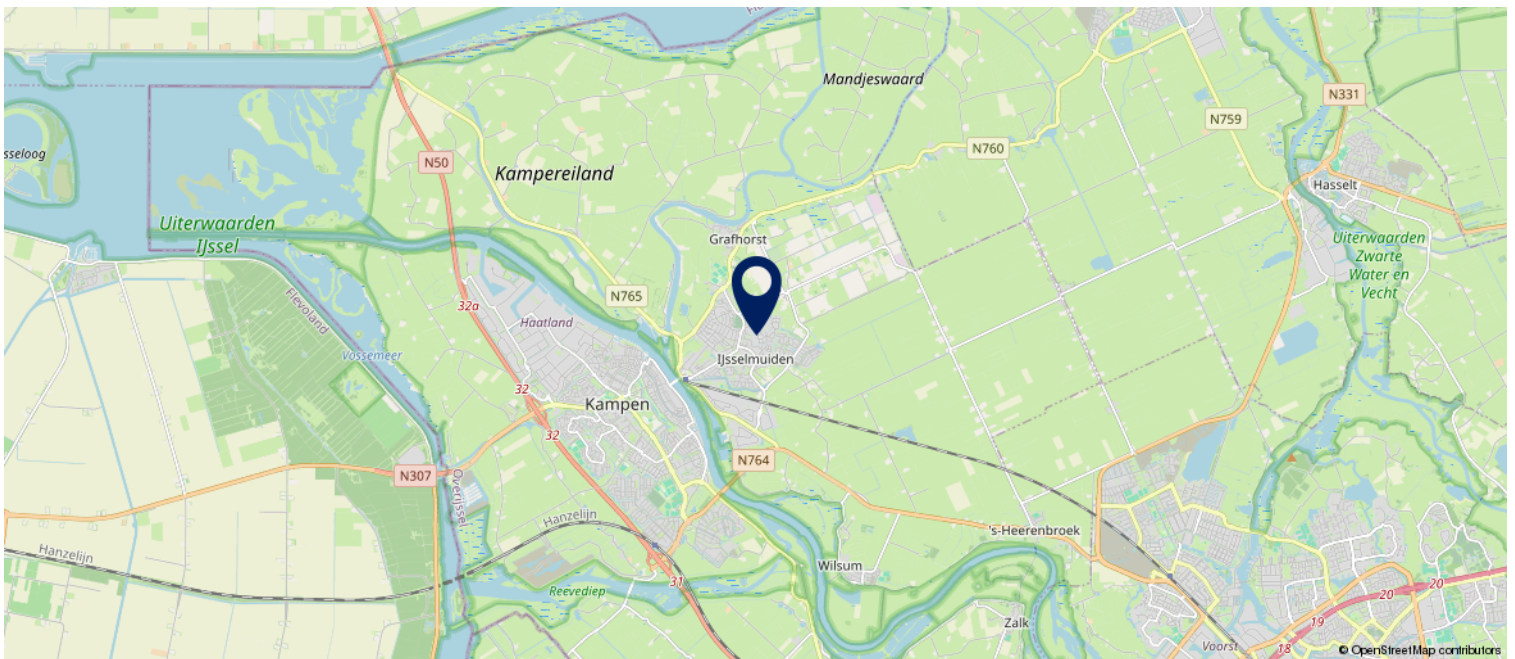 Mandjeswaard
N331
N759
N760
sseloog
N50
Kampereiland
Hasselt
Uiterwaarden
IJssel
Grafhorst
Uiterwaarden
Zwarte
Water en
Vecht
N765
Flevoland
32a
Haatland
Vossemeer
IJsselmuiden
32
Kampen
32
N764
N307
Overijssel
Hanzelijn
's-Heerenbroek
Hanzelijn
Wilsum
31
Reevediep
20
20
19
Zalk
Voorst
18
© OpenStreetMap contributors